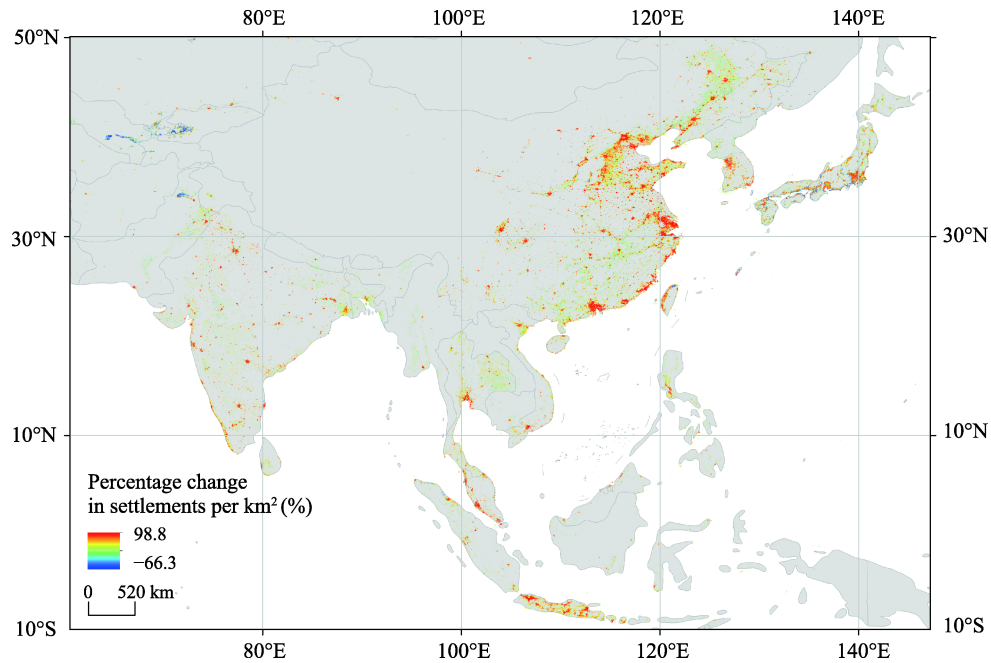 80°E 100°E 120°E 140°E
50°N
30°N 30°N
10°N 10°N
Percentage change
in settlements per km² (%)
98.8
−66.3
0 520 km
10°S 10°S
80°E 100°E 120°E 140°E